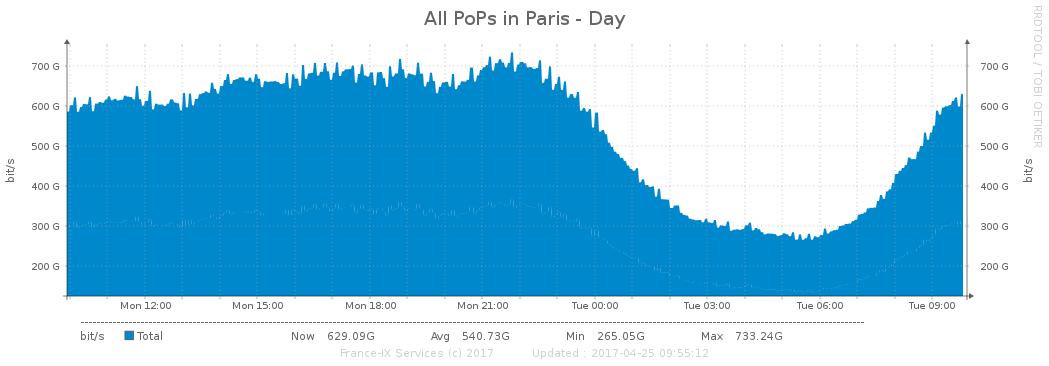 All PoPs in Paris - Day
RRDTOOL / TOBI OETIKER
bit/s
700 G
600 G
500 G
400 G
300 G
200 G
700 G
600 G
500 G
400 G
300 G
200 G
bit/s
Mon 12:00 Mon 15:00 Mon 18:00 Mon 21:00 Tue 00:00 Tue 03:00 Tue 06:00 Tue 09:00
bit/s Total Now 629.09G Avg 540.73G Min 265.05G Max 733.24G
France-IX Services (c) 2017 Updated : 2017-04-25 09:55:12